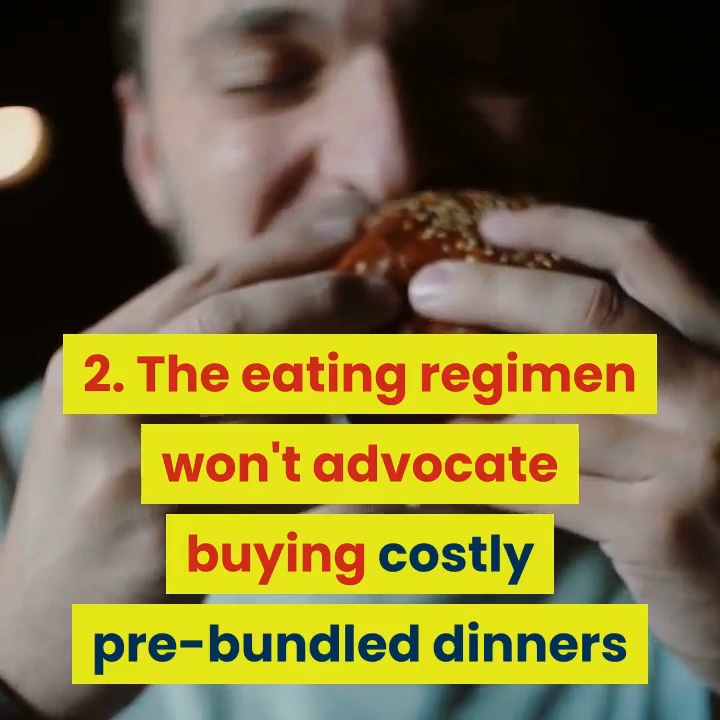 2. The eating regimen
won't advocate
buying costly
pre-bundled dinners